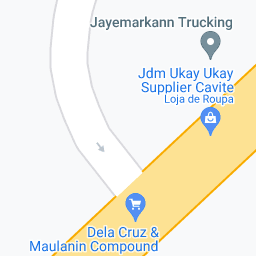 Jayemarkann Trucking
Jdm Ukay Ukay
Supplier Cavite
Loja de Roupa
Dela Cruz &
Maulanin Compound